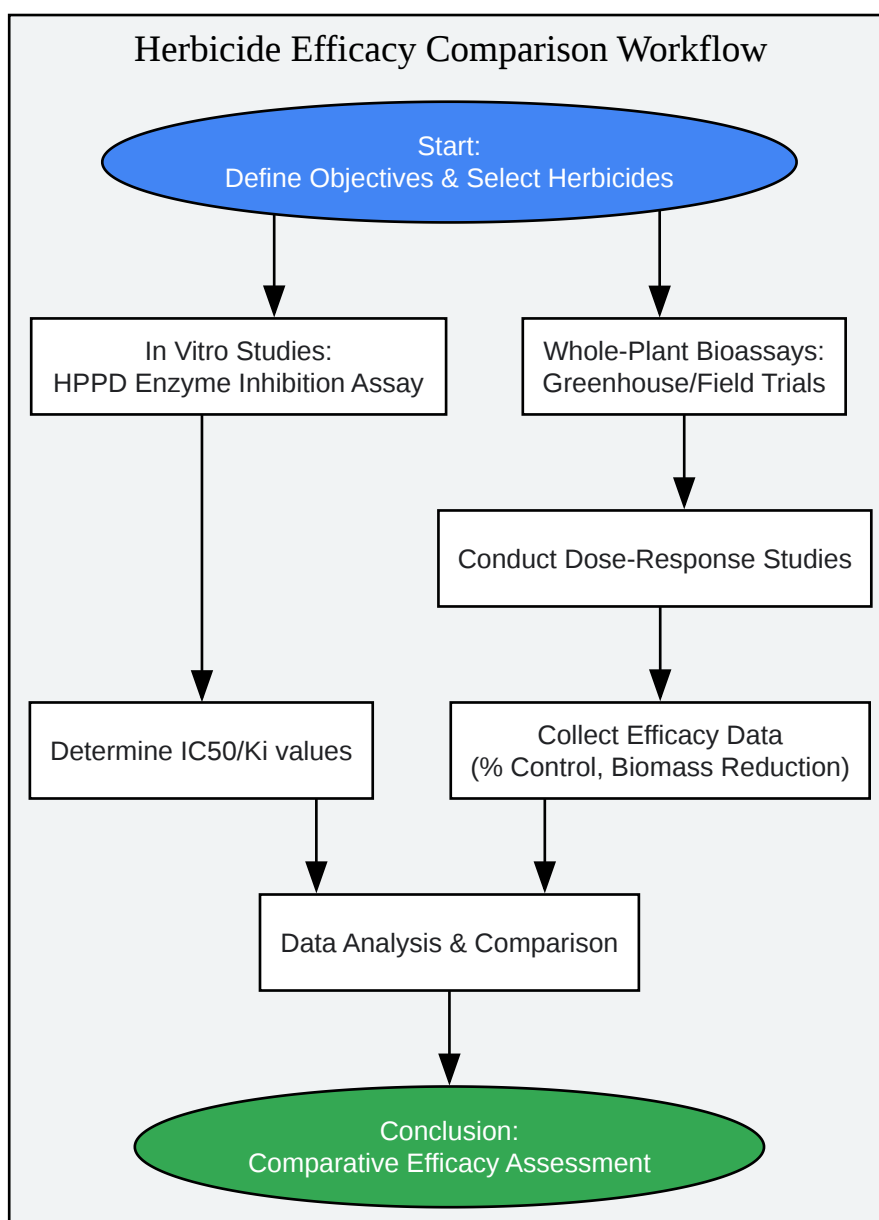 Herbicide Efficacy Comparison Workflow
Start:
Define Objectives & Select Herbicides
In Vitro Studies:
HPPD Enzyme Inhibition Assay
Whole-Plant Bioassays:
Greenhouse/Field Trials
Conduct Dose-Response Studies
Determine IC50/Ki values
Collect Efficacy Data
(% Control, Biomass Reduction)
Data Analysis & Comparison
Conclusion:
Comparative Efficacy Assessment